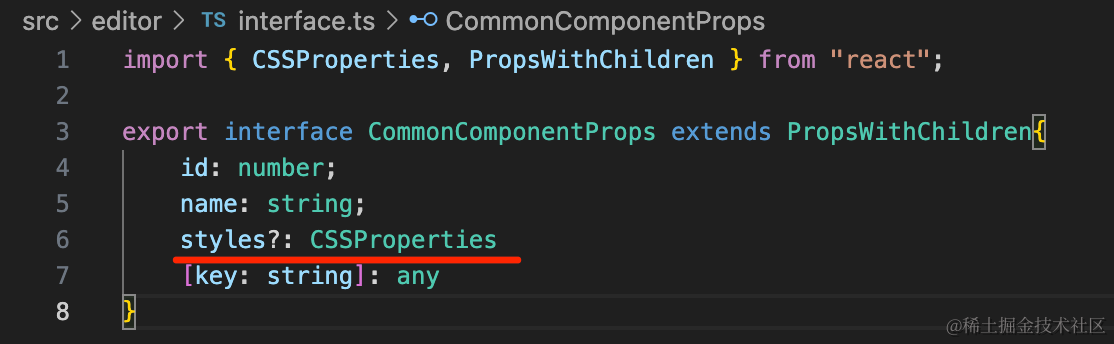 src > editor > TS interface.ts > CommonComponentProps
1 import { CSSProperties, PropsWithChildren } from "react";
2
3 export interface CommonComponentProps extends PropsWithChildren{
4     id: number;
5     name: string;
6     styles?: CSSProperties
7     [key: string]: any
8 }
@稀土掘金技术社区